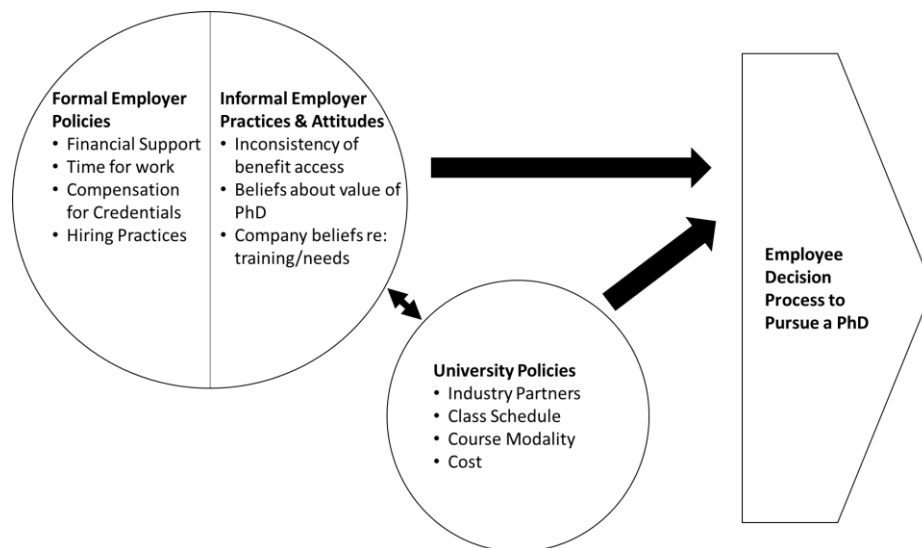 Formal Employer
Policies
• Financial Support
• Time for work
• Compensation
for Credentials
• Hiring Practices
Informal Employer
Practices & Attitudes
• Inconsistency of
benefit access
• Beliefs about value of
PhD
• Company beliefs re:
training/needs
University Policies
• Industry Partners
• Class Schedule
• Course Modality
• Cost
Employee
Decision
Process to
Pursue a PhD